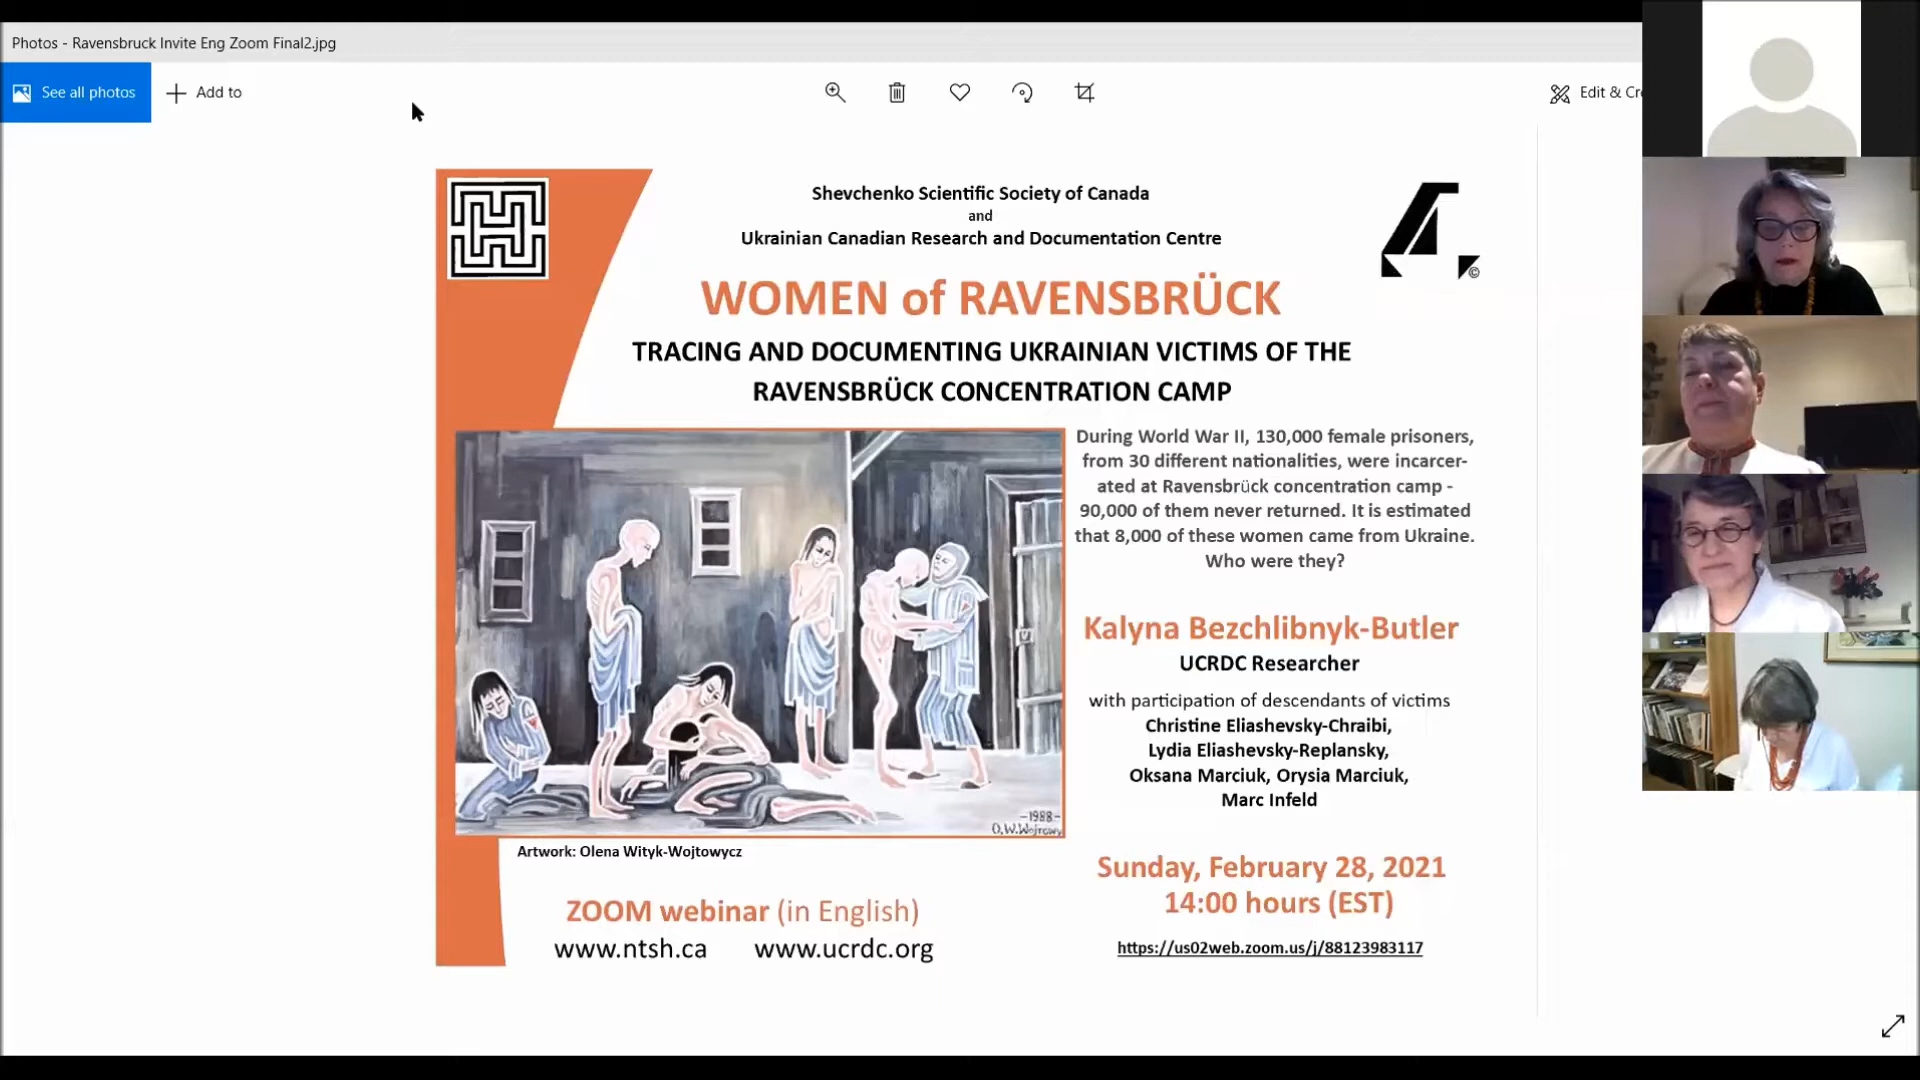 Photos - Ravensbruck Invite Eng Zoom Final2.jpg
See all photos
Add to
Edit & Cr
Shevchenko Scientific Society of Canada
and
Ukrainian Canadian Research and Documentation Centre
©
WOMEN of RAVENSBRÜCK
TRACING AND DOCUMENTING UKRAINIAN VICTIMS OF THE
RAVENSBRÜCK CONCENTRATION CAMP
During World War II, 130,000 female prisoners,
from 30 different nationalities, were incarcer-
ated at Ravensbrück concentration camp -
90,000 of them never returned. It is estimated
that 8,000 of these women came from Ukraine.
Who were they?
Kalyna Bezchlibnyk-Butler
UCRDC Researcher
with participation of descendants of victims
Christine Eliashevsky-Chraibi,
Lydia Eliashevsky-Replansky,
Oksana Marciuk, Orysia Marciuk,
Marc Infeld
-1988-
Artwork: Olena Wityk-Wojtowycz
Sunday, February 28, 2021
14:00 hours (EST)
ZOOM webinar (in English)
www.ntsh.ca www.ucrdc.org
https://us02web.zoom.us/j/88123983117